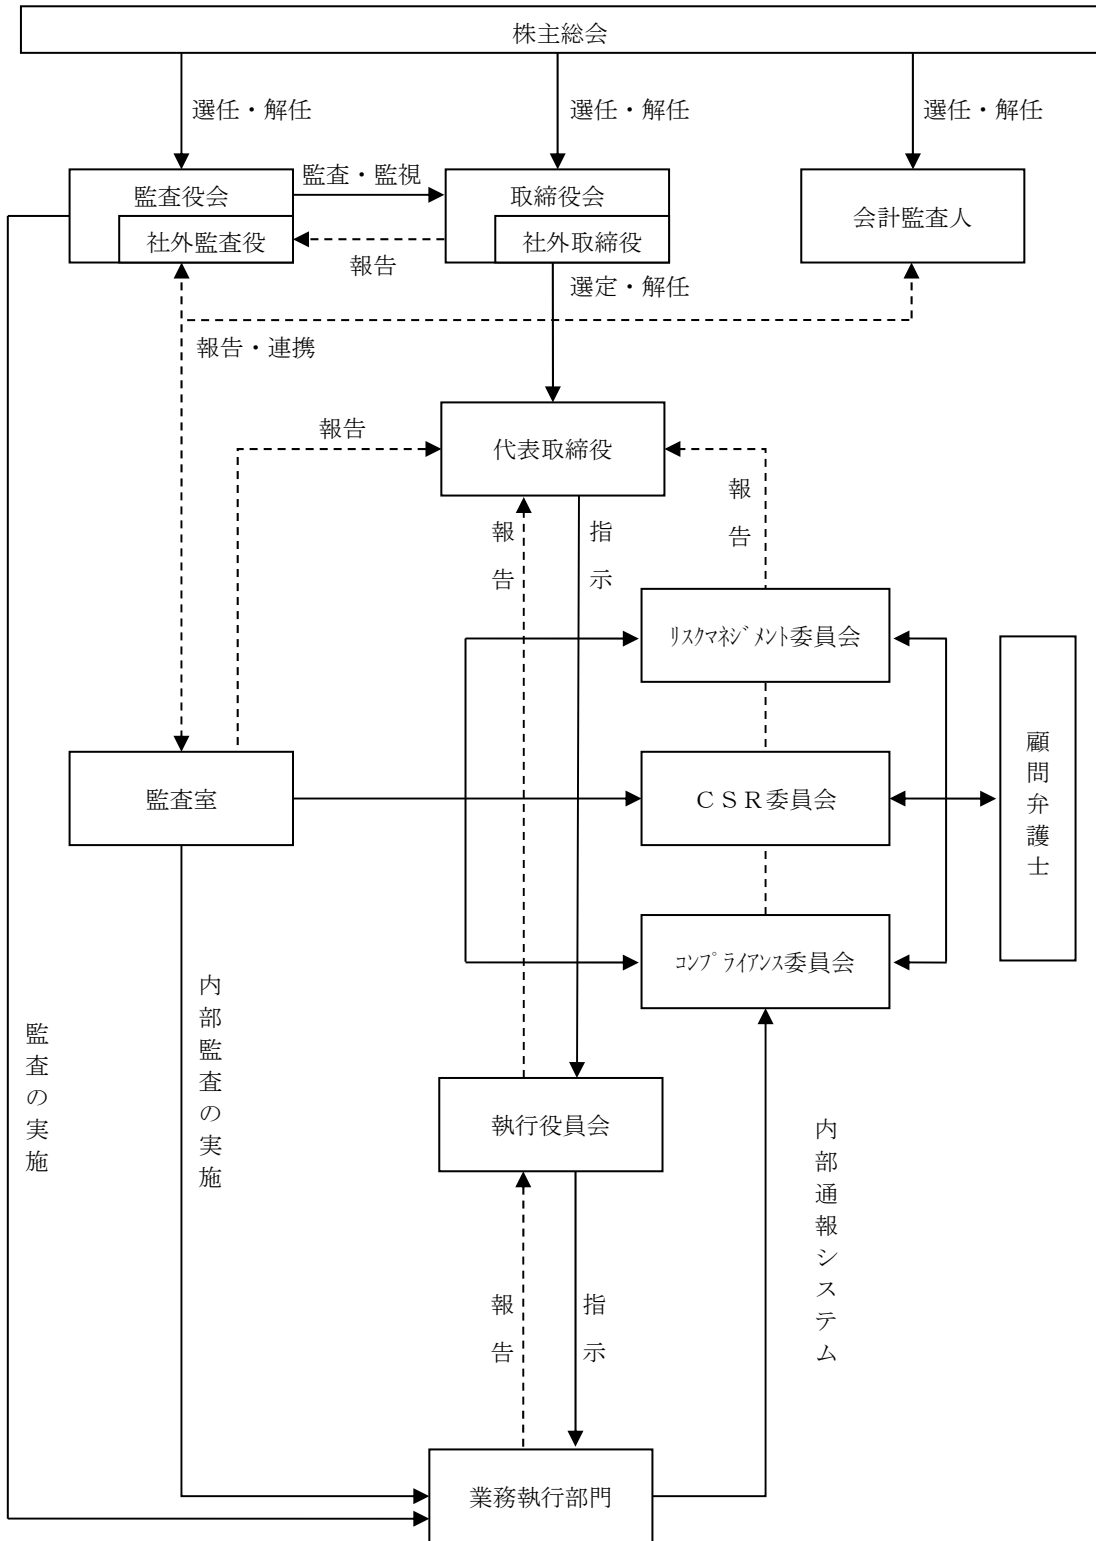 株主総会
選任・解任
選任・解任
選任・解任
監査役会
監査・監視
取締役会
会計監査人
社外監査役
社外取締役
報告
選定・解任
報告・連携
報告
代表取締役
報告
報告
指示
ﾘｽｸﾏﾈｼﾞﾒﾝﾄ委員会
顧問弁護士
監査室
ＣＳＲ委員会
ｺﾝﾌﾟﾗｲｱﾝｽ委員会
内部監査の実施
監査の実施
執行役員会
内部通報システム
報告
指示
業務執行部門